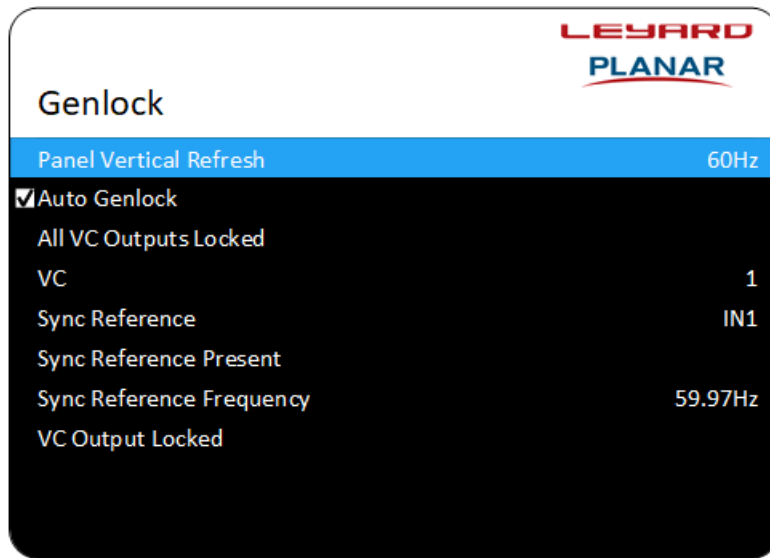 LEYARD
PLANAR
Genlock
Panel Vertical Refresh 60Hz
Auto Genlock
All VC Outputs Locked
VC 1
Sync Reference IN1
Sync Reference Present
Sync Reference Frequency 59.97Hz
VC Output Locked